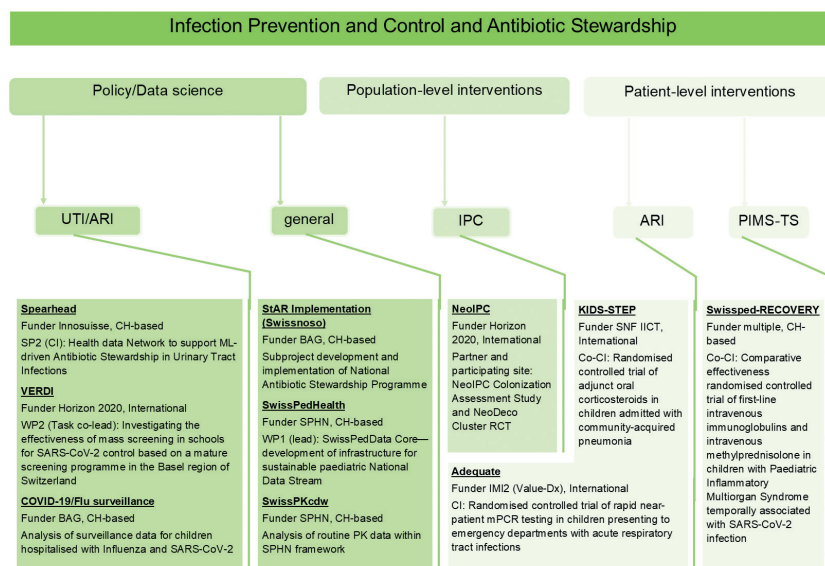 Infection Prevention and Control and Antibiotic Stewardship
Policy/Data science
Population-level interventions
Patient-level interventions
UTI/ARI
general
IPC
ARI
PIMS-TS
Spearhead
Funder Innosuisse, CH-based
SP2 (CI): Health data Network to support ML-
driven Antibiotic Stewardship in Urinary Tract
Infections
VERDI
Funder Horizon 2020, International
WP2 (Task co-lead): Investigating the
effectiveness of mass screening in schools
for SARS-CoV-2 control based on a mature
screening programme in the Basel region of
Switzerland
COVID-19/Flu surveillance
Funder BAG, CH-based
Analysis of surveillance data for children
hospitalised with Influenza and SARS-CoV-2
StAR Implementation
(Swissnoso)
Funder BAG, CH-based
Subproject development and
implementation of National
Antibiotic Stewardship Programme
SwissPedHealth
Funder SPHN, CH-based
WP1 (lead): SwissPedData Core—
development of infrastructure for
sustainable paediatric National
Data Stream
SwissPKcdw
Funder SPHN, CH-based
Analysis of routine PK data within
SPHN framework
NeoIPC
Funder Horizon
2020, International
Partner and
participating site:
NeoIPC Colonization
Assessment Study
and NeoDeco
Cluster RCT
Adequate
Funder IMI2 (Value-Dx), International
CI: Randomised controlled trial of rapid near-
patient mPCR testing in children presenting to
emergency departments with acute respiratory
tract infections
KIDS-STEP
Funder SNF IICT,
International
Co-CI: Randomised
controlled trial of
adjunct oral
corticosteroids in
children admitted with
community-acquired
pneumonia
Swissped-RECOVERY
Funder multiple, CH-
based
Co-CI: Comparative
effectiveness
randomised controlled
trial of first-line
intravenous
immunoglobulins and
intravenous
methylprednisolone in
children with Paediatric
Inflammatory
Multiorgan Syndrome
temporally associated
with SARS-CoV-2
infection